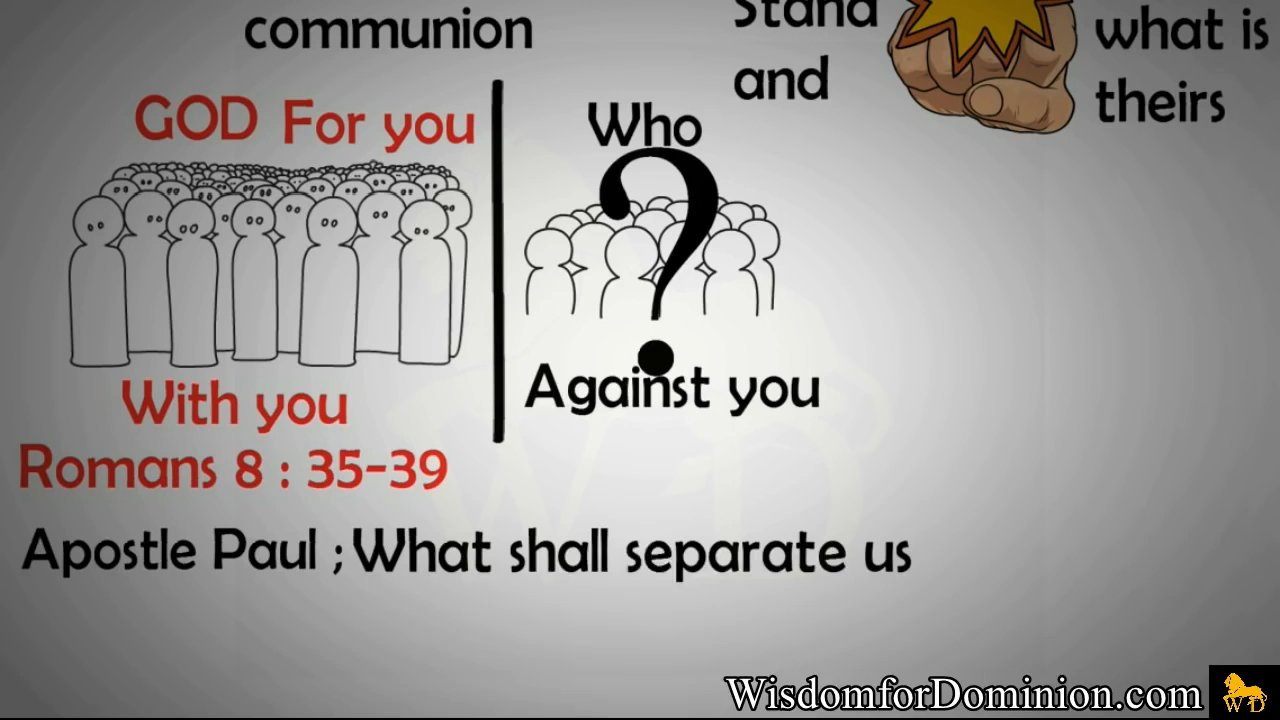 communion
Stand
and
what is
theirs
GOD For you
Who
?
With you
Against you
Romans 8 : 35-39
Apostle Paul ; What shall separate us
WisdomforDominion.com
WD